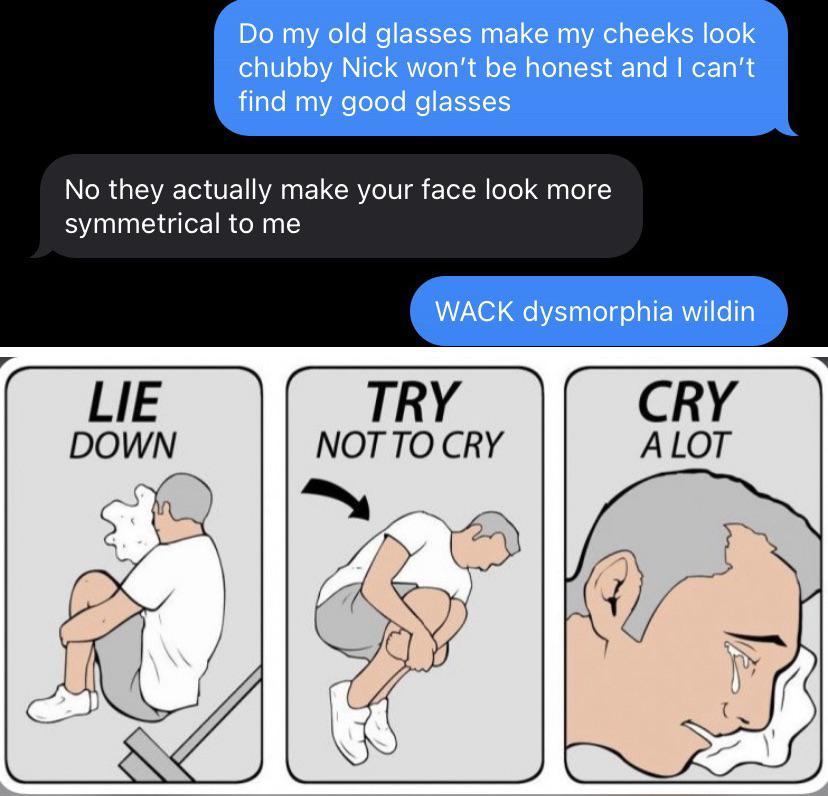 Do my old glasses make my cheeks look
chubby Nick won’t be honest and I can’t
find my good glasses
No they actually make your face look more
symmetrical to me
WACK dysmorphia wildin
LIE
DOWN
TRY
NOT TO CRY
CRY
A LOT